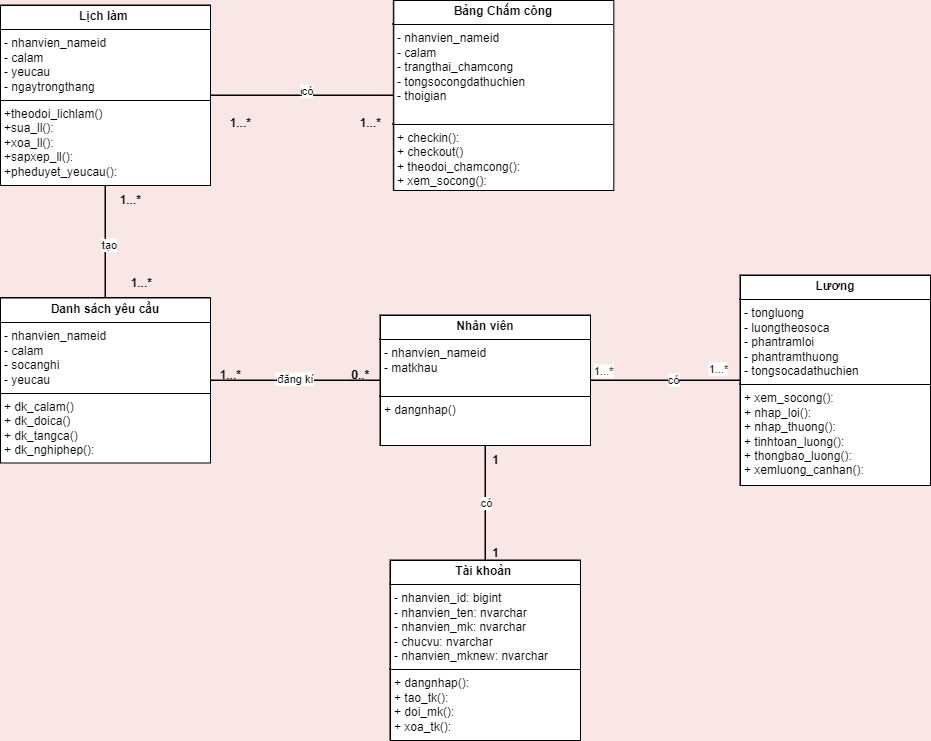 Lịch làm
- nhanvien_nameid
- calam
- yeucau
- ngaytrongthang
+theodoi_lichlam()
+sua_ll():
+xoa_ll():
+sapxep_ll():
+pheduyet_yeucau():
có
1...*
1...*
Bảng Chấm công
- nhanvien_nameid
- calam
- trangthai_chamcong
- tongsocongdathuchien
- thoigian
+ checkin():
+ checkout()
+ theodoi_chamcong():
+ xem_socong():
1...*
tạo
1...*
Danh sách yêu cầu
- nhanvien_nameid
- calam
- socanghi
- yeucau
+ dk_calam()
+ dk_doica()
+ dk_tangca()
+ dk_nghiphep():
1...*
đăng kí
0..*
Nhân viên
- nhanvien_nameid
- matkhau
+ dangnhap()
1...*
có
1...*
Lương
- tongluong
- luongtheosoca
- phantramloi
- phantramthuong
- tongsocadathuchien
+ xem_socong():
+ nhap_loi():
+ nhap_thuong():
+ tinhtoan_luong():
+ thongbao_luong():
+ xemluong_canhan():
1
có
1
Tài khoản
- nhanvien_id: bigint
- nhanvien_ten: nvarchar
- nhanvien_mk: nvarchar
- chucvu: nvarchar
- nhanvien_mknew: nvarchar
+ dangnhap():
+ tao_tk():
+ doi_mk():
+ xoa_tk():